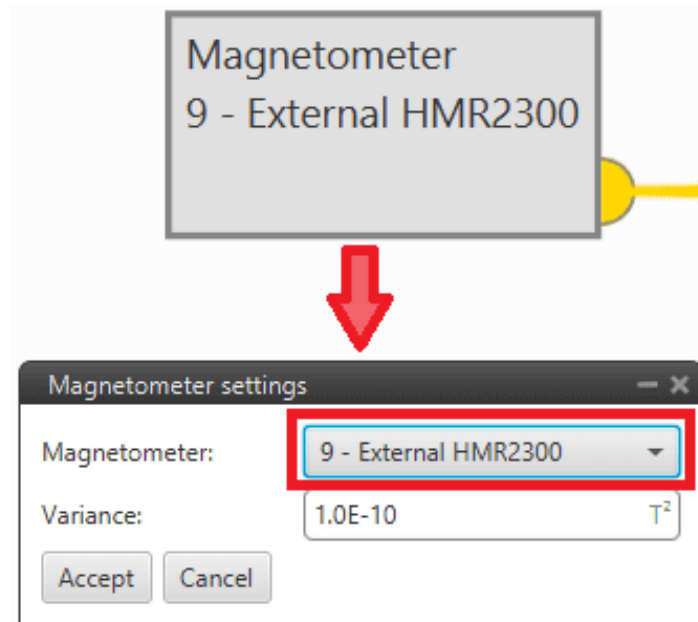 Magnetometer
9 - External HMR2300
Magnetometer settings
Magnetometer: 9 - External HMR2300
Variance: 1.0E-10 T²
Accept Cancel